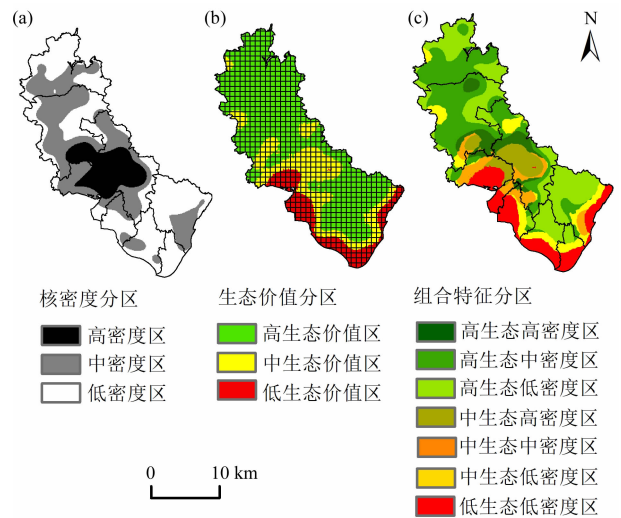 (a)
(b)
(c)
N
核密度分区
高密度区
中密度区
低密度区
生态价值分区
高生态价值区
中生态价值区
低生态价值区
组合特征分区
高生态高密度区
高生态中密度区
高生态低密度区
中生态高密度区
中生态中密度区
中生态低密度区
低生态低密度区
0 10 km